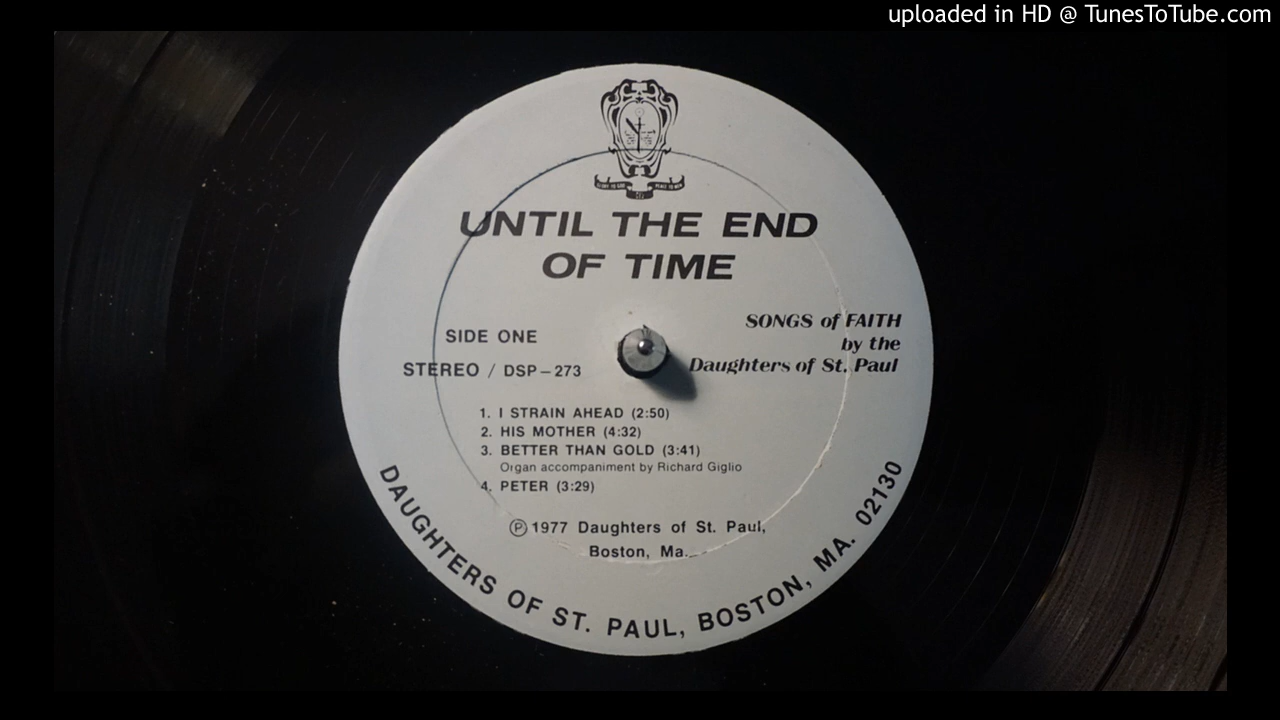 uploaded in HD @ TunesToTube.com
UNTIL THE END
OF TIME
SONGS of FAITH
by the
Daughters of St. Paul
SIDE ONE
STEREO / DSP–273
1. I STRAIN AHEAD (2:50)
2. HIS MOTHER (4:32)
3. BETTER THAN GOLD (3:41)
Organ accompaniment by Richard Giglio
4. PETER (3:29)
Ⓟ 1977 Daughters of St. Paul,
Boston, Ma.
DAUGHTERS OF ST. PAUL, BOSTON, MA. 02130